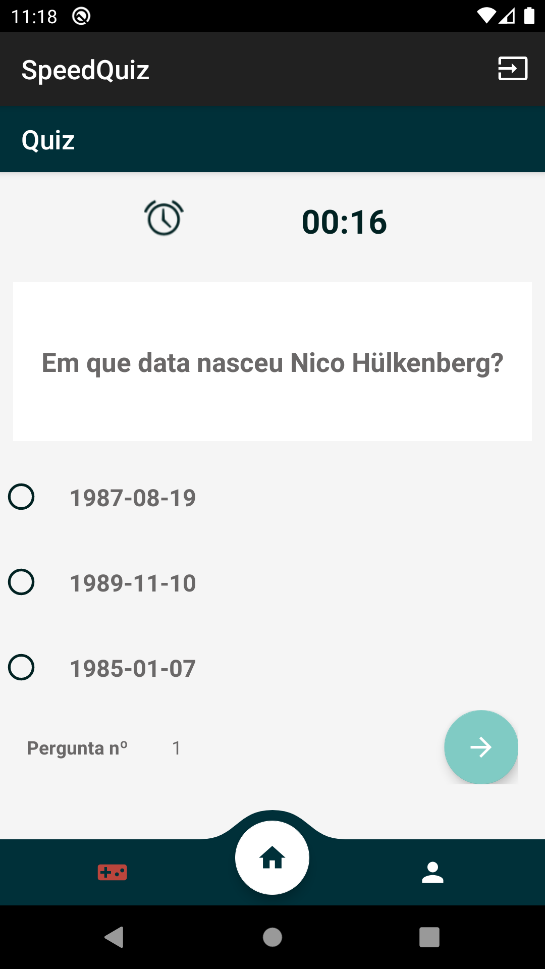 11:18
SpeedQuiz
Quiz
00:16
Em que data nasceu Nico Hülkenberg?
1987-08-19
1989-11-10
1985-01-07
Pergunta nº 1